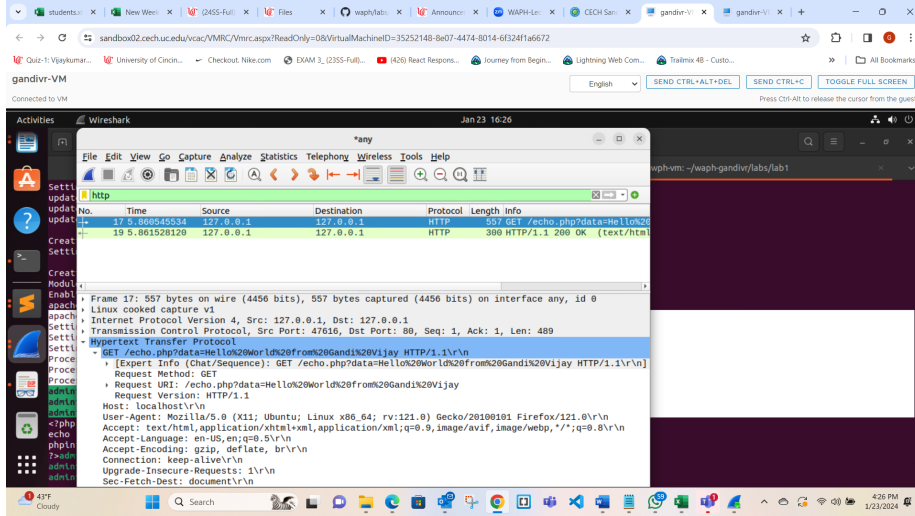 students.x
New Week
(24SS-Full)
Files
waph/labs
Announce
WAPH-Lec
CECH San
gandivr-VI
gandivr-VI
sandbox02.cech.uc.edu/vcac/VMRC/Vmrc.aspx?ReadOnly=0&VirtualMachineID=35252148-8e07-4474-8014-6f324f1a6672
Quiz-1: Vijaykumar...
University of Cincin...
Checkout. Nike.com
EXAM 3_ (23SS-Full)...
(426) React Respons...
Journey from Begin...
Lightning Web Com...
Trailmix 48 - Custo...
All Bookmarks
gandivr-VM
English
SEND CTRL+ALT+DEL
SEND CTRL+C
TOGGLE FULL SCREEN
Connected to VM
Press Ctrl-Alt to release the cursor from the gues
Activities
Wireshark
Jan 23 16:26
*any
File Edit View Go Capture Analyze Statistics Telephony Wireless Tools Help
wph-vm: ~/waph-gandivr/labs/lab1
http
No. Time Source Destination Protocol Length Info
17 5.860545534 127.0.0.1 127.0.0.1 HTTP 557 GET /echo.php?data=Hello%20
19 5.861528120 127.0.0.1 127.0.0.1 HTTP 300 HTTP/1.1 200 OK (text/html
Setti
updat
updat
updat
Creat
Setti
Creat
Modul
Enabl
apach
apach
Setti
Setti
Setti
Proce
Proce
Proce
admin
admin
admin
<?php
echo
phpin
?>adm
admin
admin
Frame 17: 557 bytes on wire (4456 bits), 557 bytes captured (4456 bits) on interface any, id 0
Linux cooked capture v1
Internet Protocol Version 4, Src: 127.0.0.1, Dst: 127.0.0.1
Transmission Control Protocol, Src Port: 47616, Dst Port: 80, Seq: 1, Ack: 1, Len: 489
Hypertext Transfer Protocol
GET /echo.php?data=Hello%20World%20from%20Gandi%20Vijay HTTP/1.1\r\n
[Expert Info (Chat/Sequence): GET /echo.php?data=Hello%20World%20from%20Gandi%20Vijay HTTP/1.1\r\n]
Request Method: GET
Request URI: /echo.php?data=Hello%20World%20from%20Gandi%20Vijay
Request Version: HTTP/1.1
Host: localhost\r\n
User-Agent: Mozilla/5.0 (X11; Ubuntu; Linux x86_64; rv:121.0) Gecko/20100101 Firefox/121.0\r\n
Accept: text/html,application/xhtml+xml,application/xml;q=0.9,image/avif,image/webp,*/*;q=0.8\r\n
Accept-Language: en-US,en;q=0.5\r\n
Accept-Encoding: gzip, deflate, br\r\n
Connection: keep-alive\r\n
Upgrade-Insecure-Requests: 1\r\n
Sec-Fetch-Dest: document\r\n
43°F
Cloudy
Search
4:26 PM
1/23/2024